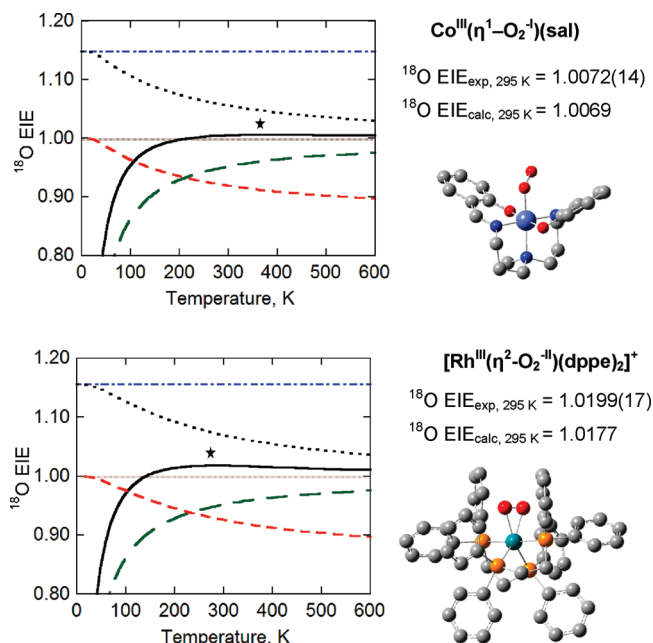 Co^III(η¹–O₂^-I)(sal)
¹⁸O EIE_exp, 295 K = 1.0072(14)
¹⁸O EIE_calc, 295 K = 1.0069
¹⁸O EIE
1.20
1.10
1.00
0.90
0.80
0 100 200 300 400 500 600
Temperature, K
[Rh^III(η²-O₂^-II)(dppe)₂]⁺
¹⁸O EIE_exp, 295 K = 1.0199(17)
¹⁸O EIE_calc, 295 K = 1.0177
¹⁸O EIE
1.20
1.10
1.00
0.90
0.80
0 100 200 300 400 500 600
Temperature, K